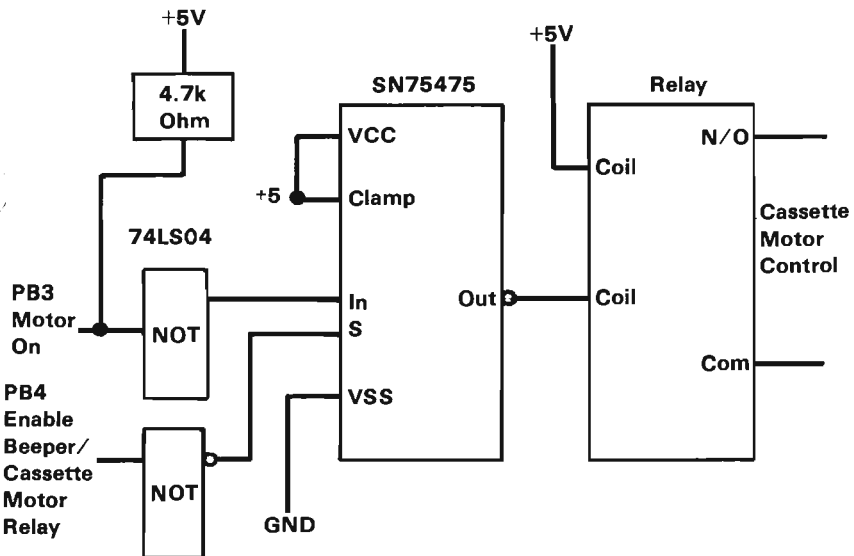 +5V
4.7k
Ohm
74LS04
PB3
Motor
On
NOT
PB4
Enable
Beeper/
Cassette
Motor
Relay
NOT
SN75475
VCC
+5
Clamp
In
S
VSS
GND
Out
+5V
Relay
Coil
Coil
N/O
Com
Cassette
Motor
Control